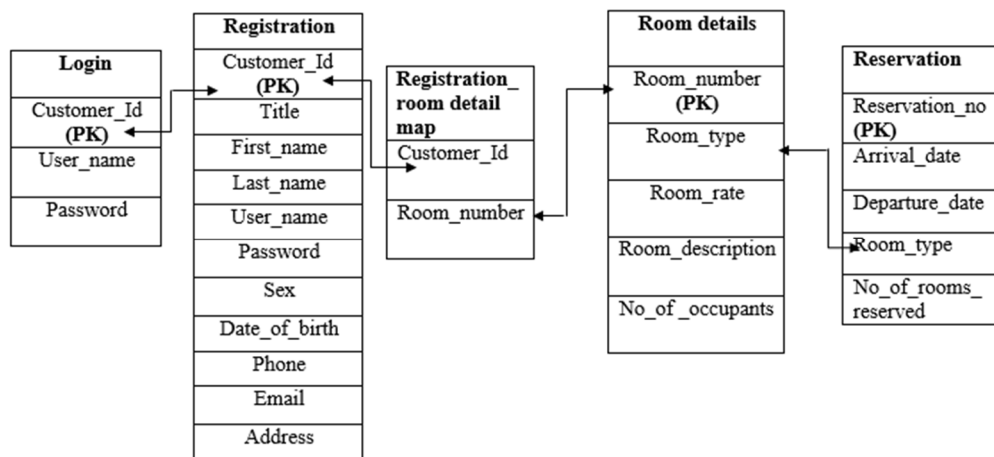 Login
Customer_Id
(PK)
User_name
Password
Registration
Customer_Id
(PK)
Title
First_name
Last_name
User_name
Password
Sex
Date_of_birth
Phone
Email
Address
Registration_
room detail
map
Customer_Id
Room_number
Room details
Room_number
(PK)
Room_type
Room_rate
Room_description
No_of _occupants
Reservation
Reservation_no
(PK)
Arrival_date
Departure_date
Room_type
No_of_rooms_
reserved